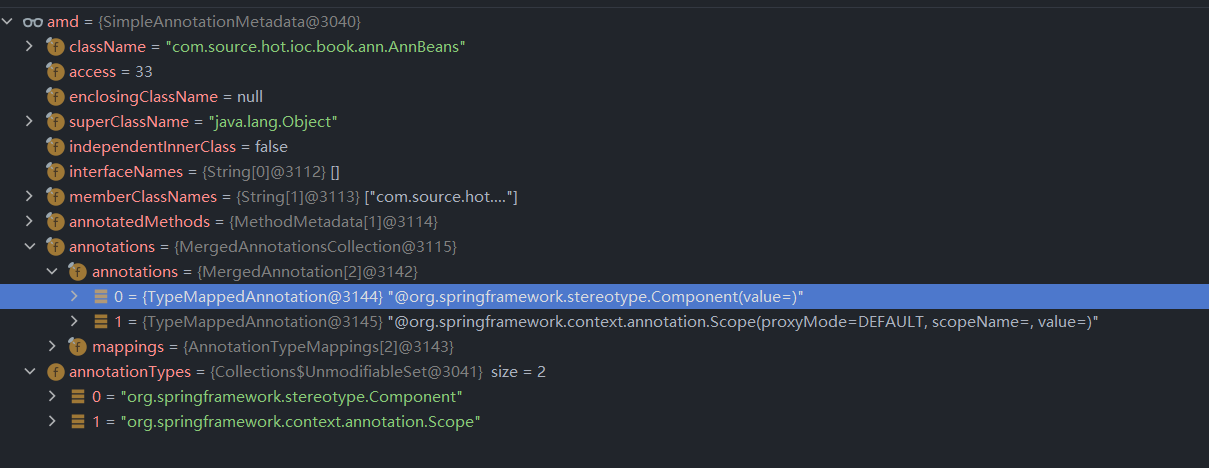 amd = {SimpleAnnotationMetadata@3040}
f className = "com.source.hot.ioc.book.ann.AnnBeans"
f access = 33
f enclosingClassName = null
f superClassName = "java.lang.Object"
f independentInnerClass = false
f interfaceNames = {String[0]@3112} []
f memberClassNames = {String[1]@3113} ["com.source.hot...."]
f annotatedMethods = {MethodMetadata[1]@3114}
f annotations = {MergedAnnotationsCollection@3115}
f annotations = {MergedAnnotation[2]@3142}
0 = {TypeMappedAnnotation@3144} "@org.springframework.stereotype.Component(value=)"
1 = {TypeMappedAnnotation@3145} "@org.springframework.context.annotation.Scope(proxyMode=DEFAULT, scopeName=, value=)"
f mappings = {AnnotationTypeMappings[2]@3143}
f annotationTypes = {Collections$UnmodifiableSet@3041} size = 2
0 = "org.springframework.stereotype.Component"
1 = "org.springframework.context.annotation.Scope"